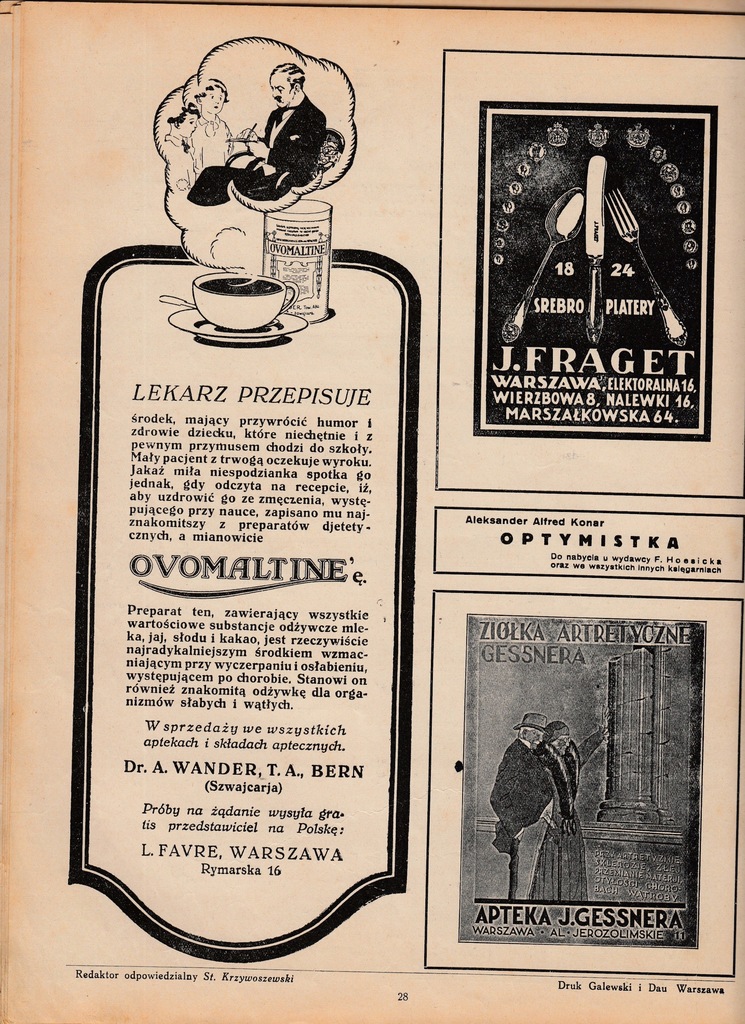 OVOMALTINE
LEKARZ PRZEPISUJE
środek, mający przywrócić humor i
zdrowie dziecku, które niechętnie i z
pewnym przymusem chodzi do szkoły.
Mały pacjent z trwogą oczekuje wyroku.
Jakaż miła niespodzianka spotka go
jednak, gdy odczyta na recepcie, iż,
aby uzdrowić go ze zmęczenia, wystę-
pującego przy nauce, zapisano mu naj-
znakomitszy z preparatów djetety-
cznych, a mianowicie
OVOMALTINE'ę.
Preparat ten, zawierający wszystkie
wartościowe substancje odżywcze mle-
ka, jaj, słodu i kakao, jest rzeczywiście
najradykalniejszym środkiem wzmac-
niającym przy wyczerpaniu i osłabieniu,
występującem po chorobie. Stanowi on
również znakomitą odżywkę dla orga-
nizmów słabych i wątłych.
W sprzedaży we wszystkich
aptekach i składach aptecznych.
Dr. A. WANDER, T. A., BERN
(Szwajcarja)
Próby na żądanie wysyła gra-
tis przedstawiciel na Polskę:
L. FAVRE, WARSZAWA
Rymarska 16
J. FRAGET
18 24
SREBRO PLATERY
J. FRAGET
WARSZAWA, ELEKTORALNA 16,
WIERZBOWA 8, NALEWKI 16,
MARSZAŁKOWSKA 64.
Aleksander Alfred Konar
OPTYMISTKA
Do nabycia u wydawcy F. Hoesicka
oraz we wszystkich innych księgarniach
ZIÓŁKA ARTRETYCZNE
GESSNERA
PRZY ARTRETYZMIE,
PRZEMIANIE MATERJI,
APTEKA J. GESSNERA
WARSZAWA · AL · JEROZOLIMSKIE 11
Redaktor odpowiedzialny St. Krzywoszewski
28
Druk Galewski i Dau Warszawa